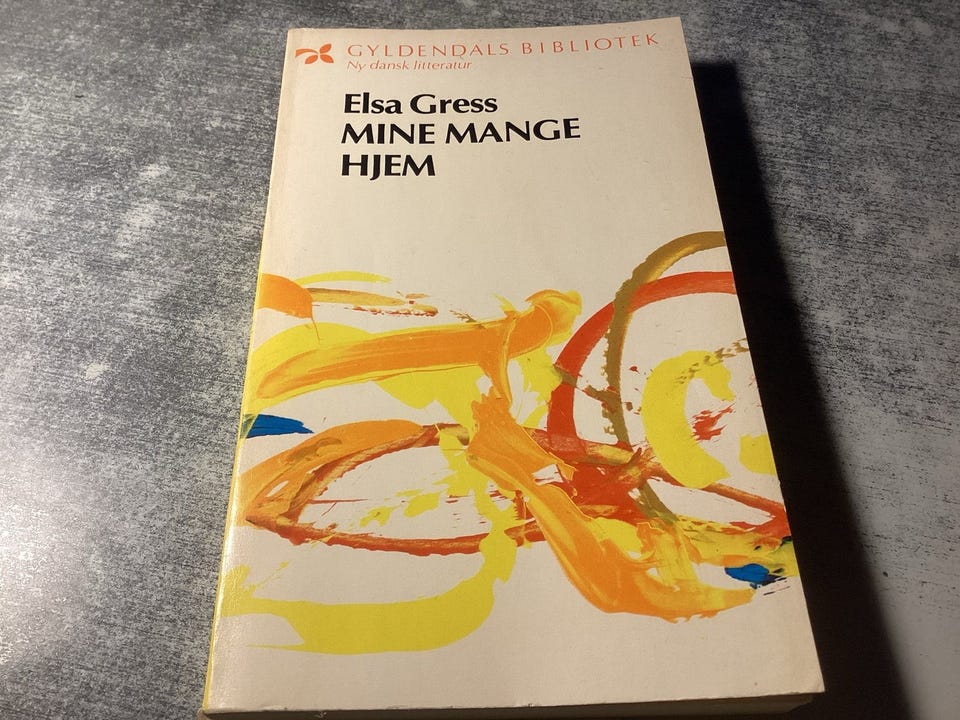 GYLDENDALS BIBLIOTEK
Ny dansk litteratur
Elsa Gress
MINE MANGE
HJEM